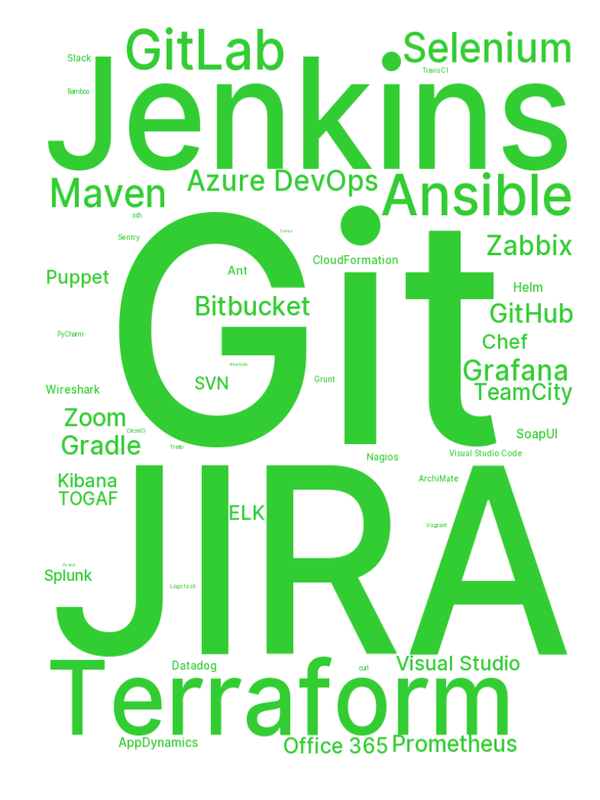 GitLab
Selenium
Slack
Travis CI
Jenkins
Bamboo
Azure DevOps
Maven
Ansible
ssh
Sentry
Git
Zabbix
CloudFormation
Ant
Puppet
Helm
Bitbucket
GitHub
PyCharm
Chef
Grafana
SVN
Grunt
Wireshark
TeamCity
Zoom
CircleCI
SoapUI
Gradle
Trello
Visual Studio Code
Nagios
Kibana
ArchiMate
TOGAF
JIRA
ELK
Vagrant
Splunk
Logstash
Datadog
curl
Visual Studio
Terraform
AppDynamics
Office 365
Prometheus